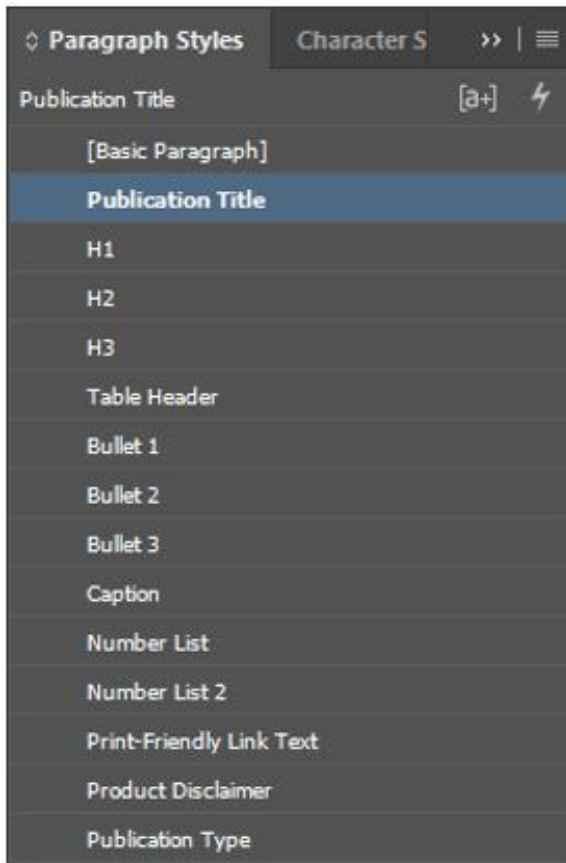 Paragraph Styles Character S
Publication Title [a+]
[Basic Paragraph]
Publication Title
H1
H2
H3
Table Header
Bullet 1
Bullet 2
Bullet 3
Caption
Number List
Number List 2
Print-Friendly Link Text
Product Disclaimer
Publication Type